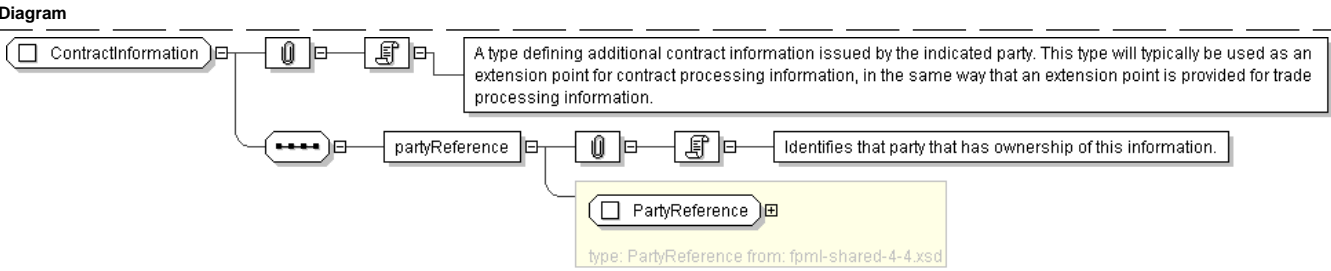 Diagram
ContractInformation
A type defining additional contract information issued by the indicated party. This type will typically be used as an
extension point for contract processing information, in the same way that an extension point is provided for trade
processing information.
partyReference
Identifies that party that has ownership of this information.
PartyReference
type: PartyReference from: fpml-shared-4-4.xsd